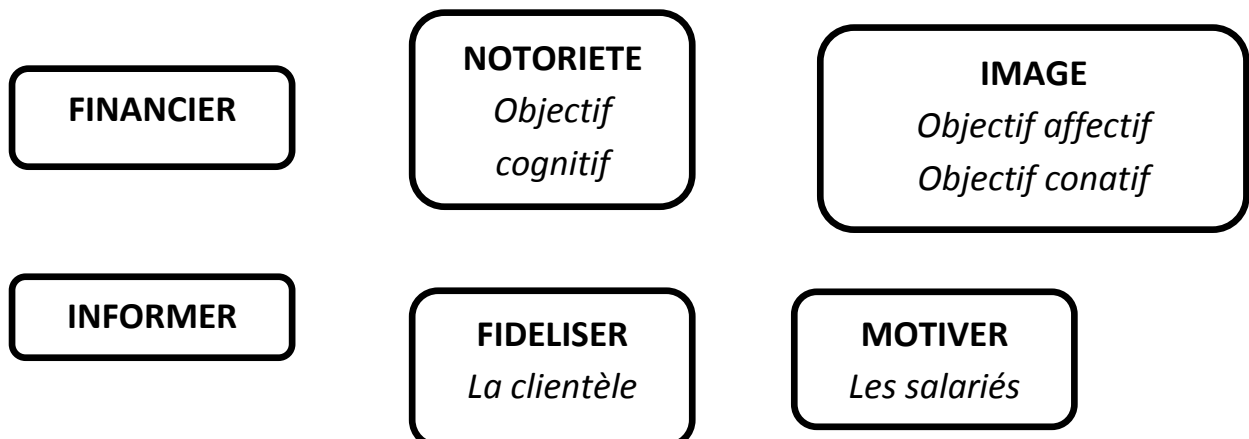 FINANCIER
NOTORIETE
Objectif
cognitif
IMAGE
Objectif affectif
Objectif conatif
INFORMER
FIDELISER
La clientèle
MOTIVER
Les salariés